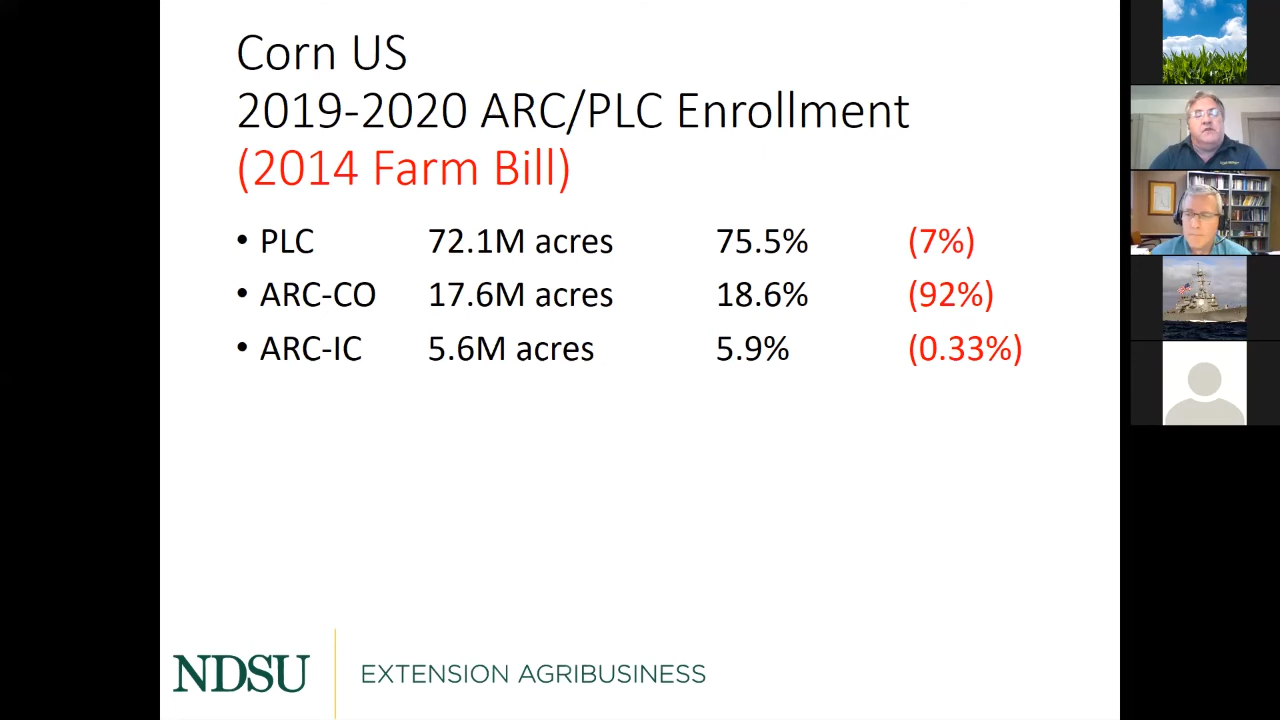 Corn US
2019-2020 ARC/PLC Enrollment
(2014 Farm Bill)
• PLC 72.1M acres 75.5% (7%)
• ARC-CO 17.6M acres 18.6% (92%)
• ARC-IC 5.6M acres 5.9% (0.33%)
NDSU EXTENSION AGRIBUSINESS